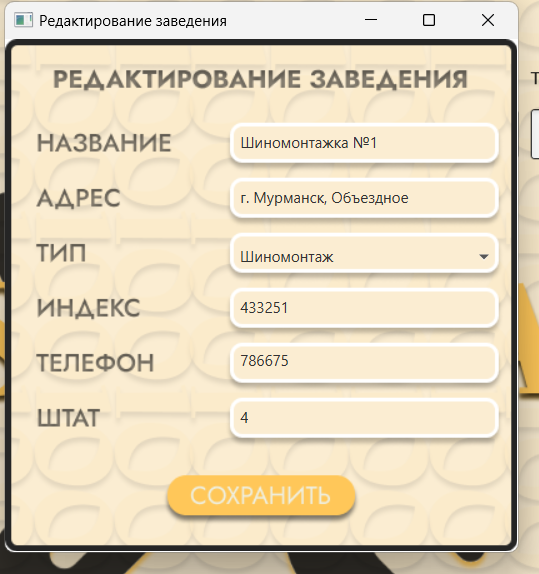 Редактирование заведения
РЕДАКТИРОВАНИЕ ЗАВЕДЕНИЯ
НАЗВАНИЕ Шиномонтажка №1
АДРЕС г. Мурманск, Объездное
ТИП Шиномонтаж
ИНДЕКС 433251
ТЕЛЕФОН 786675
ШТАТ 4
СОХРАНИТЬ